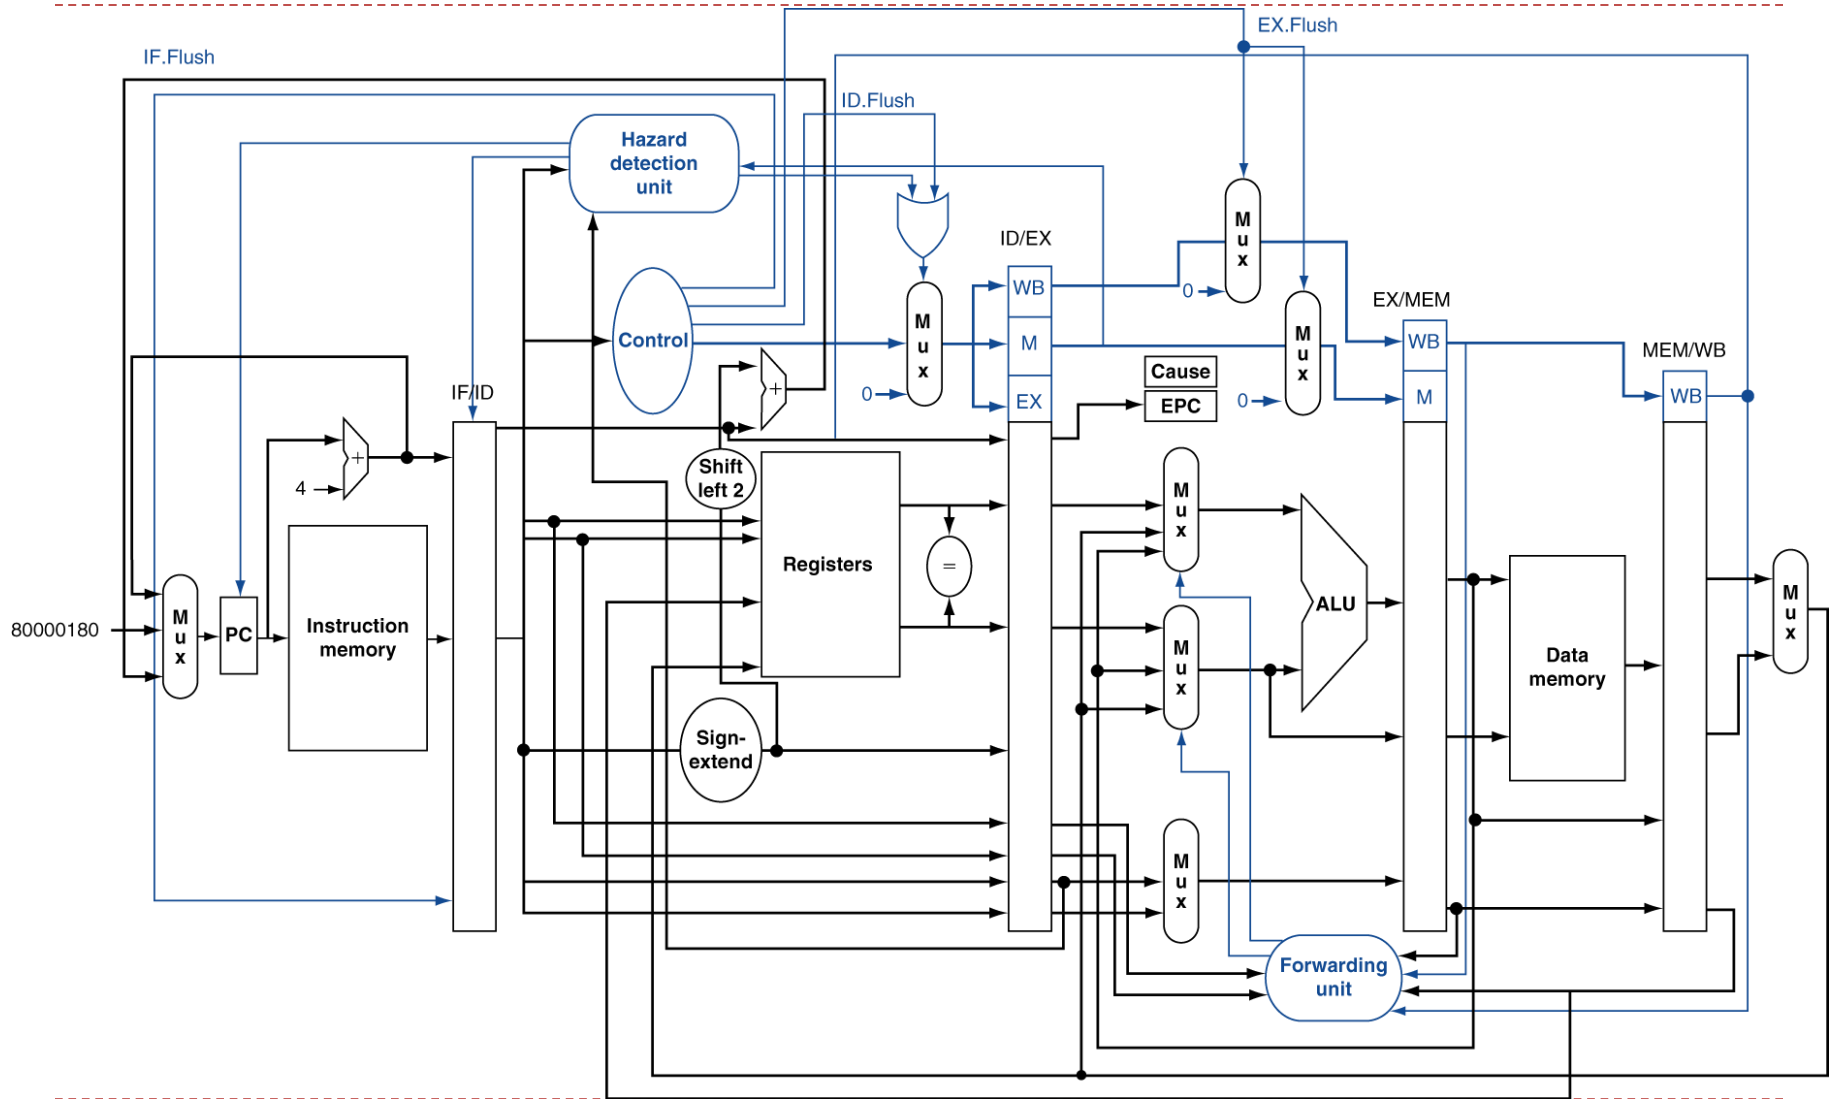 EX.Flush
IF.Flush
ID.Flush
Hazard
detection
unit
M
u
x
ID/EX
WB
0
EX/MEM
Control
M
u
x
M
M
u
x
WB
MEM/WB
Cause
IF/ID
+
0
EX
EPC
0
M
WB
+
4
Shift
left 2
M
u
x
Registers
=
ALU
80000180
M
u
x
PC
Instruction
memory
M
u
x
Data
memory
M
u
x
Sign-
extend
M
u
x
Forwarding
unit